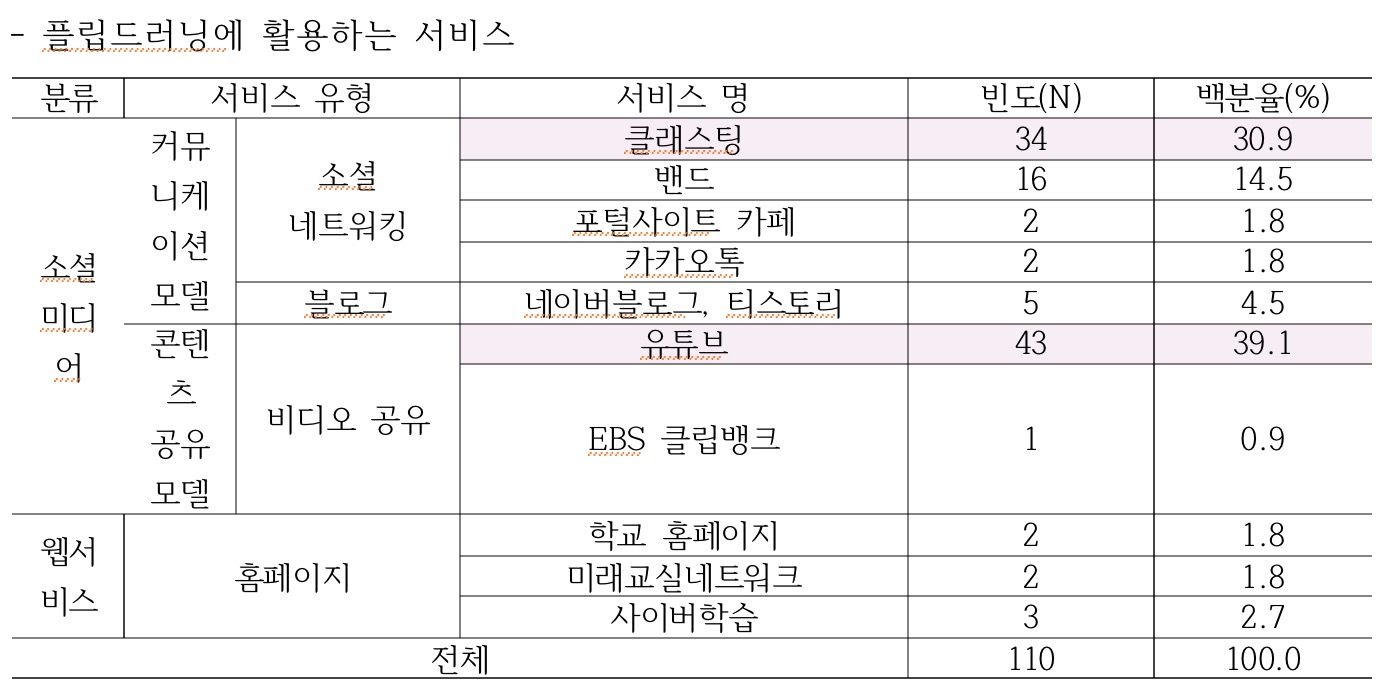 - 플립드러닝에 활용하는 서비스
분류 서비스 유형 서비스 명 빈도(N) 백분율(%)
소셜
미디
어
커뮤
니케
이션
모델
소셜
네트워킹
클래스팅 34 30.9
밴드 16 14.5
포털사이트 카페 2 1.8
카카오톡 2 1.8
블로그 네이버블로그, 티스토리 5 4.5
콘텐
츠
공유
모델
비디오 공유
유튜브 43 39.1
EBS 클립뱅크 1 0.9
웹서
비스
홈페이지
학교 홈페이지 2 1.8
미래교실네트워크 2 1.8
사이버학습 3 2.7
전체 110 100.0